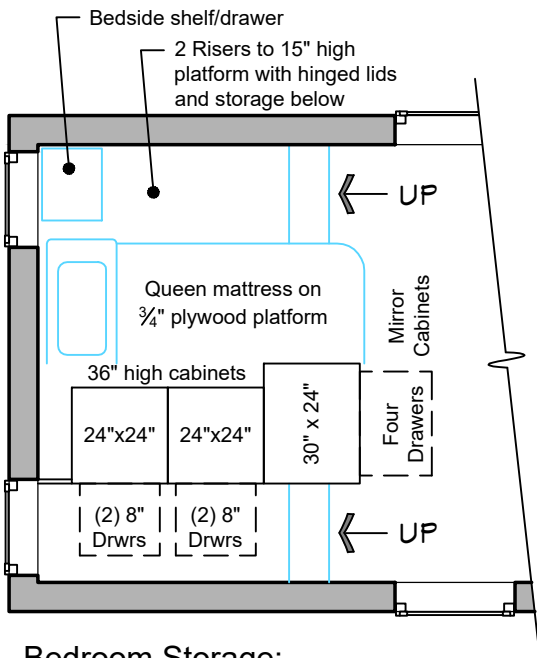 Bedside shelf/drawer
2 Risers to 15" high
platform with hinged lids
and storage below
UP
Queen mattress on
¾" plywood platform
Mirror
Cabinets
36" high cabinets
24"x24"
24"x24"
30" x 24"
Four
Drawers
(2) 8"
Drwrs
(2) 8"
Drwrs
UP
Bedroom Storage: